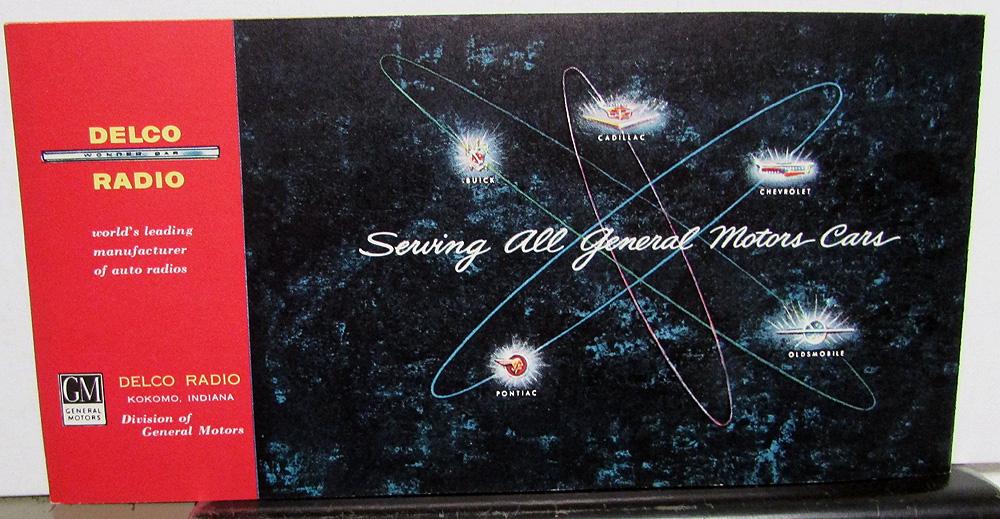 DELCO
WONDER BAR
RADIO
world's leading
manufacturer
of auto radios
GM
GENERAL
MOTORS
DELCO RADIO
KOKOMO, INDIANA
Division of
General Motors
CADILLAC
BUICK
CHEVROLET
Serving All General Motors Cars
OLDSMOBILE
PONTIAC